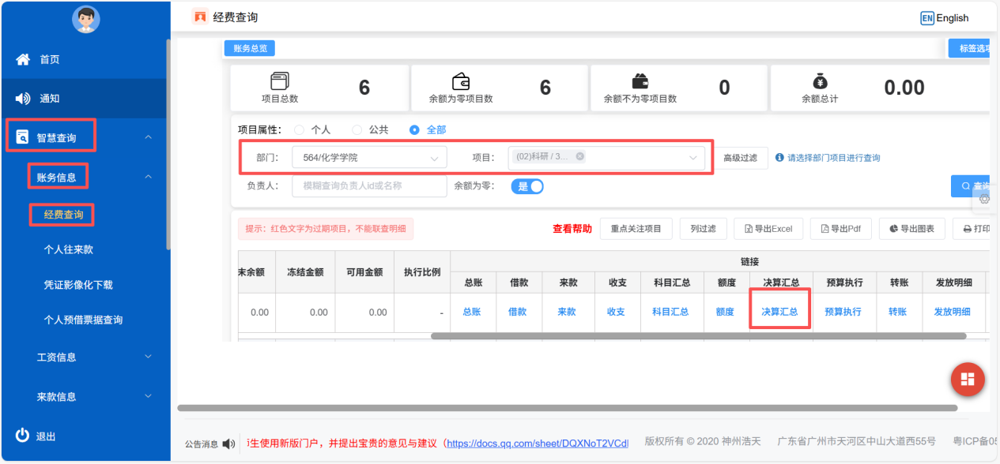 经费查询
EN English
首页
通知
智慧查询
账务信息
经费查询
个人往来款
凭证影像化下载
个人预借票据查询
工资信息
来款信息
退出
账务总览
标签选项
项目总数 6
余额为零项目数 6
余额不为零项目数 0
余额总计 0.00
项目属性： 个人 公共 全部
部门： 564/化学学院 项目： (02)科研 / 3... 高级过滤 请选择部门项目进行查询
负责人： 模糊查询负责人id或名称 余额为零： 是 查询
提示：红色文字为过期项目，不能联查明细 查看帮助 重点关注项目 列过滤 导出Excel 导出Pdf 导出图表 打印
末余额 冻结金额 可用金额 执行比例 链接
总账 借款 来款 收支 科目汇总 额度 决算汇总 预算执行 转账 发放明细
0.00 0.00 0.00 - 总账 借款 来款 收支 科目汇总 额度 决算汇总 预算执行 转账 发放明细
公告消息 生使用新版门户，并提出宝贵的意见与建议（https://docs.qq.com/sheet/DQXNoT2VCdl 版权所有 © 2020 神州浩天 广东省广州市天河区中山大道西55号 粤ICP备05